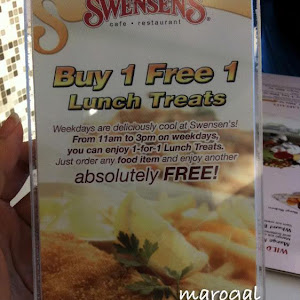 SWENSEN'S®
cafe • restaurant
Buy 1 Free 1
Lunch Treats
Weekdays are deliciously cool at Swensen's!
From 11am to 3pm on weekdays,
you can enjoy 1-for-1 Lunch Treats.
Just order any food item and enjoy another
absolutely FREE!
WILD
marogal